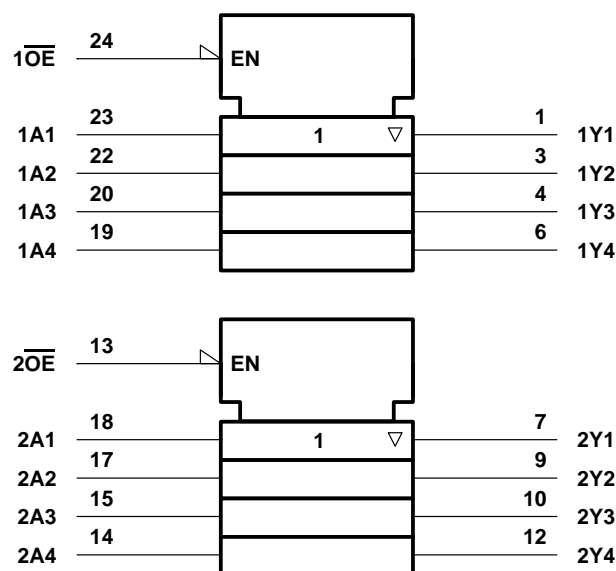 1O̅E̅ 24 EN
1A1 23 1 ▽ 1 1Y1
1A2 22 3 1Y2
1A3 20 4 1Y3
1A4 19 6 1Y4
2O̅E̅ 13 EN
2A1 18 1 ▽ 7 2Y1
2A2 17 9 2Y2
2A3 15 10 2Y3
2A4 14 12 2Y4